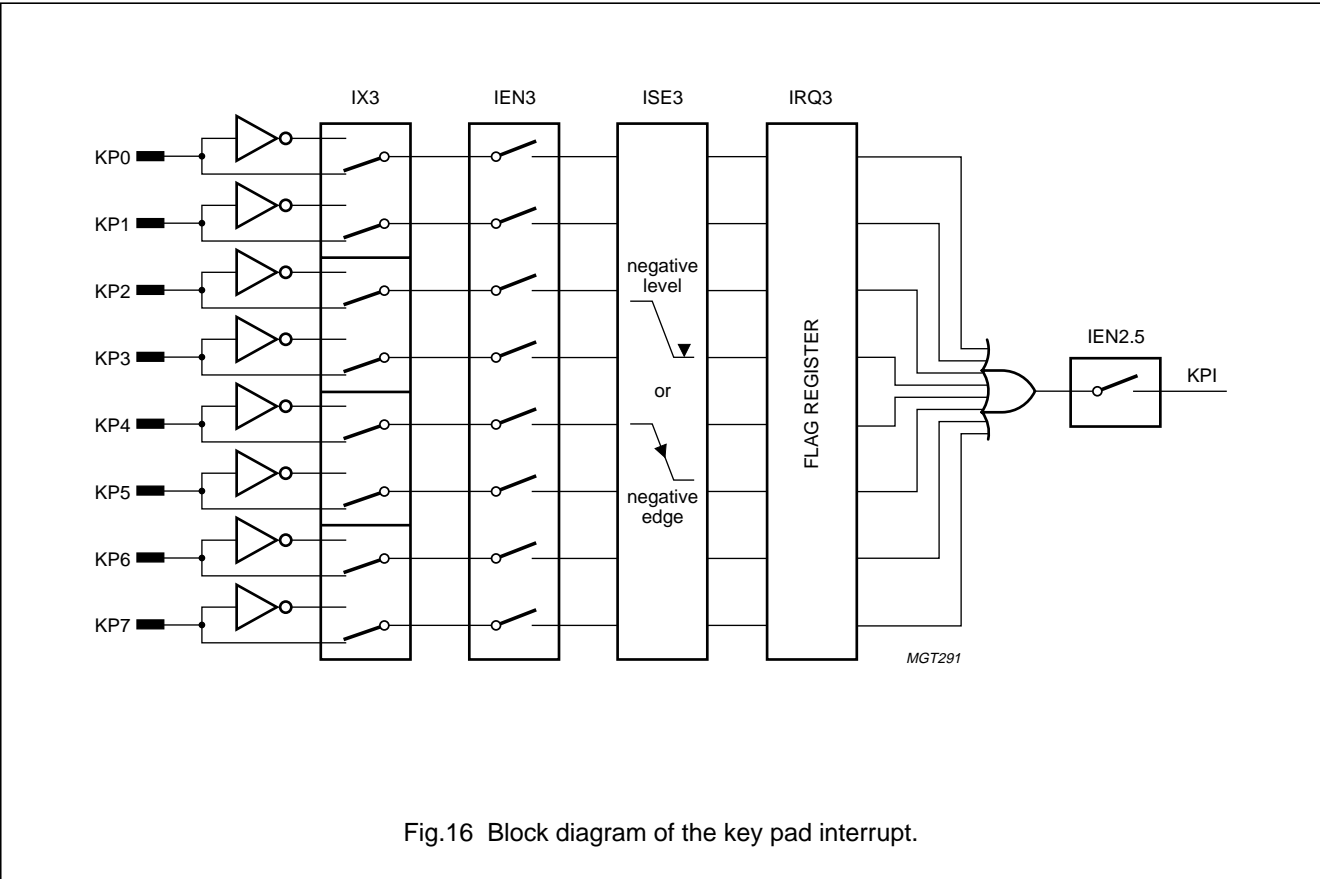 IX3
IEN3
ISE3
IRQ3
KP0
KP1
KP2
KP3
KP4
KP5
KP6
KP7
negative
level
or
negative
edge
FLAG REGISTER
IEN2.5
KPI
MGT291
Fig.16 Block diagram of the key pad interrupt.